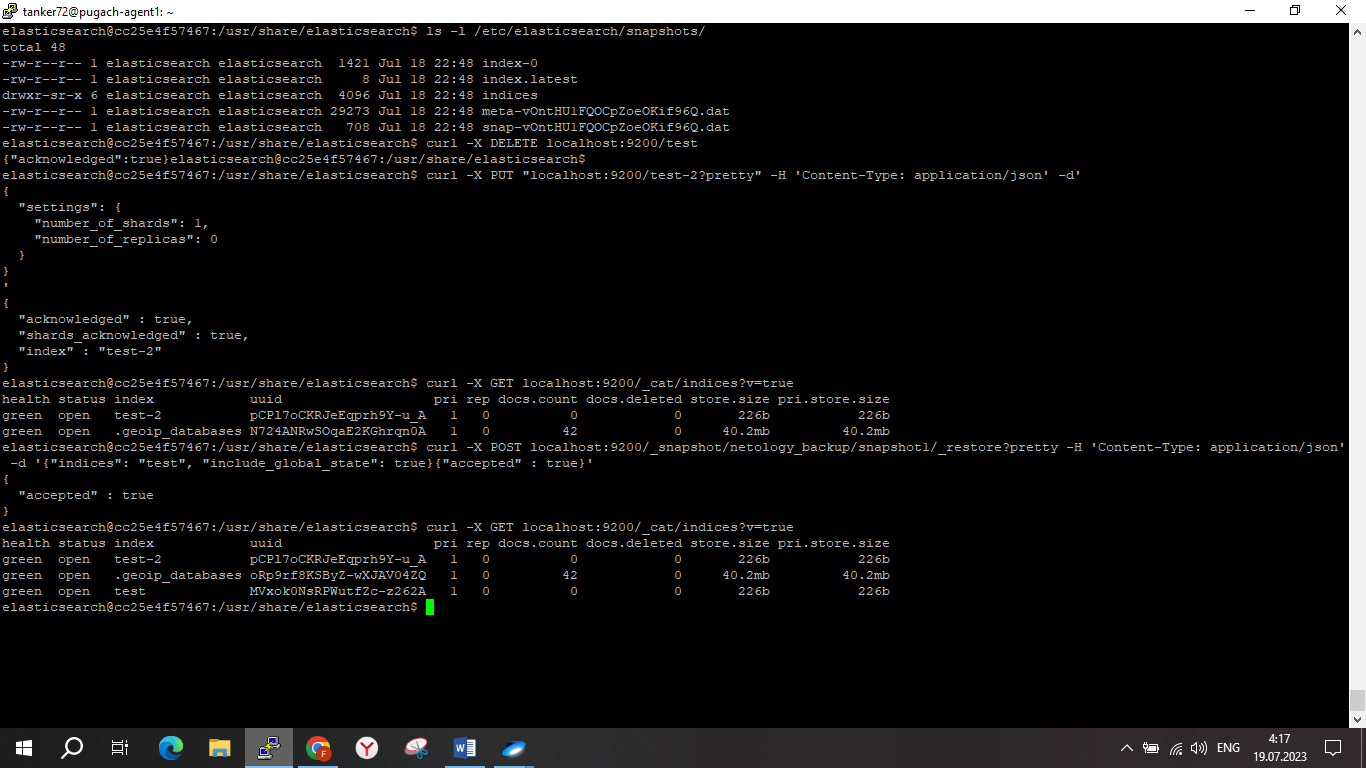 tanker72@pugach-agent1: ~
elasticsearch@cc25e4f57467:/usr/share/elasticsearch$ ls -l /etc/elasticsearch/snapshots/
total 48
-rw-r--r-- 1 elasticsearch elasticsearch  1421 Jul 18 22:48 index-0
-rw-r--r-- 1 elasticsearch elasticsearch     8 Jul 18 22:48 index.latest
drwxr-sr-x 6 elasticsearch elasticsearch  4096 Jul 18 22:48 indices
-rw-r--r-- 1 elasticsearch elasticsearch 29273 Jul 18 22:48 meta-vOntHU1FQOCpZoeOKif96Q.dat
-rw-r--r-- 1 elasticsearch elasticsearch   708 Jul 18 22:48 snap-vOntHU1FQOCpZoeOKif96Q.dat
elasticsearch@cc25e4f57467:/usr/share/elasticsearch$ curl -X DELETE localhost:9200/test
{"acknowledged":true}elasticsearch@cc25e4f57467:/usr/share/elasticsearch$
elasticsearch@cc25e4f57467:/usr/share/elasticsearch$ curl -X PUT "localhost:9200/test-2?pretty" -H 'Content-Type: application/json' -d'
{
  "settings": {
    "number_of_shards": 1,
    "number_of_replicas": 0
  }
}
'
{
  "acknowledged" : true,
  "shards_acknowledged" : true,
  "index" : "test-2"
}
elasticsearch@cc25e4f57467:/usr/share/elasticsearch$ curl -X GET localhost:9200/_cat/indices?v=true
health status index            uuid                   pri rep docs.count docs.deleted store.size pri.store.size
green  open   test-2           pCPl7oCKRJeEqprh9Y-u_A   1   0          0            0       226b           226b
green  open   .geoip_databases N724ANRwSOqaE2KGhrqn0A   1   0         42            0     40.2mb         40.2mb
elasticsearch@cc25e4f57467:/usr/share/elasticsearch$ curl -X POST localhost:9200/_snapshot/netology_backup/snapshot1/_restore?pretty -H 'Content-Type: application/json'
 -d '{"indices": "test", "include_global_state": true}{"accepted" : true}'
{
  "accepted" : true
}
elasticsearch@cc25e4f57467:/usr/share/elasticsearch$ curl -X GET localhost:9200/_cat/indices?v=true
health status index            uuid                   pri rep docs.count docs.deleted store.size pri.store.size
green  open   test-2           pCPl7oCKRJeEqprh9Y-u_A   1   0          0            0       226b           226b
green  open   .geoip_databases oRp9rf8KSByZ-wXJAV04ZQ   1   0         42            0     40.2mb         40.2mb
green  open   test             MVxok0NsRPWutfZc-z262A   1   0          0            0       226b           226b
elasticsearch@cc25e4f57467:/usr/share/elasticsearch$
ENG
4:17
19.07.2023